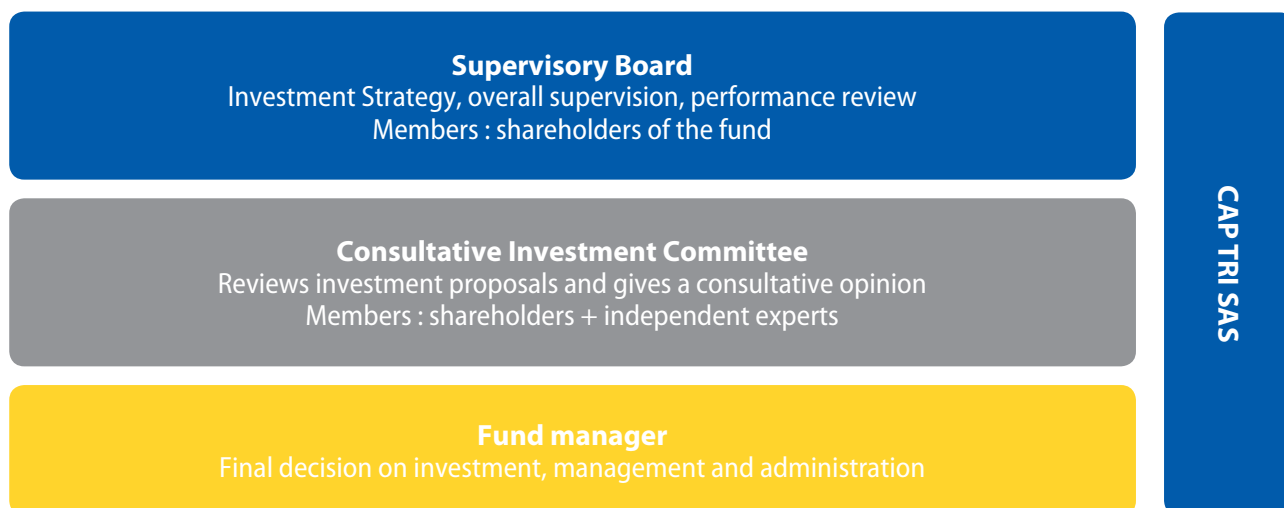 Supervisory Board
Investment Strategy, overall supervision, performance review
Members : shareholders of the fund
Consultative Investment Committee
Reviews investment proposals and gives a consultative opinion
Members : shareholders + independent experts
Fund manager
Final decision on investment, management and administration
CAP TRI SAS